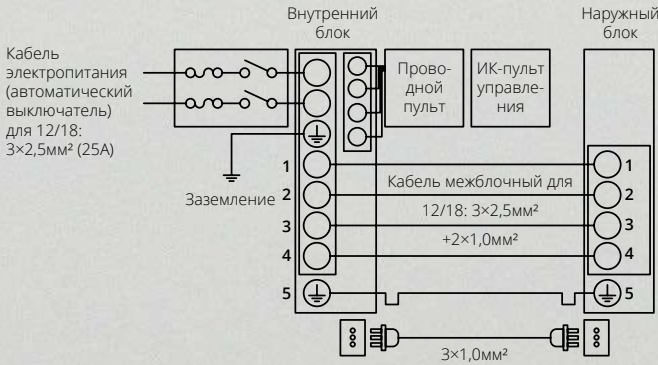 Внутренний
блок
Наружный
блок
Кабель
электропитания
(автоматический
выключатель)
для 12/18:
3×2,5мм² (25А)
Прово-
дной
пульт
ИК-пульт
управле-
ния
Заземление
1
2
3
4
5
Кабель межблочный для
12/18: 3×2,5мм²
+2×1,0мм²
1
2
3
4
5
3×1,0мм²